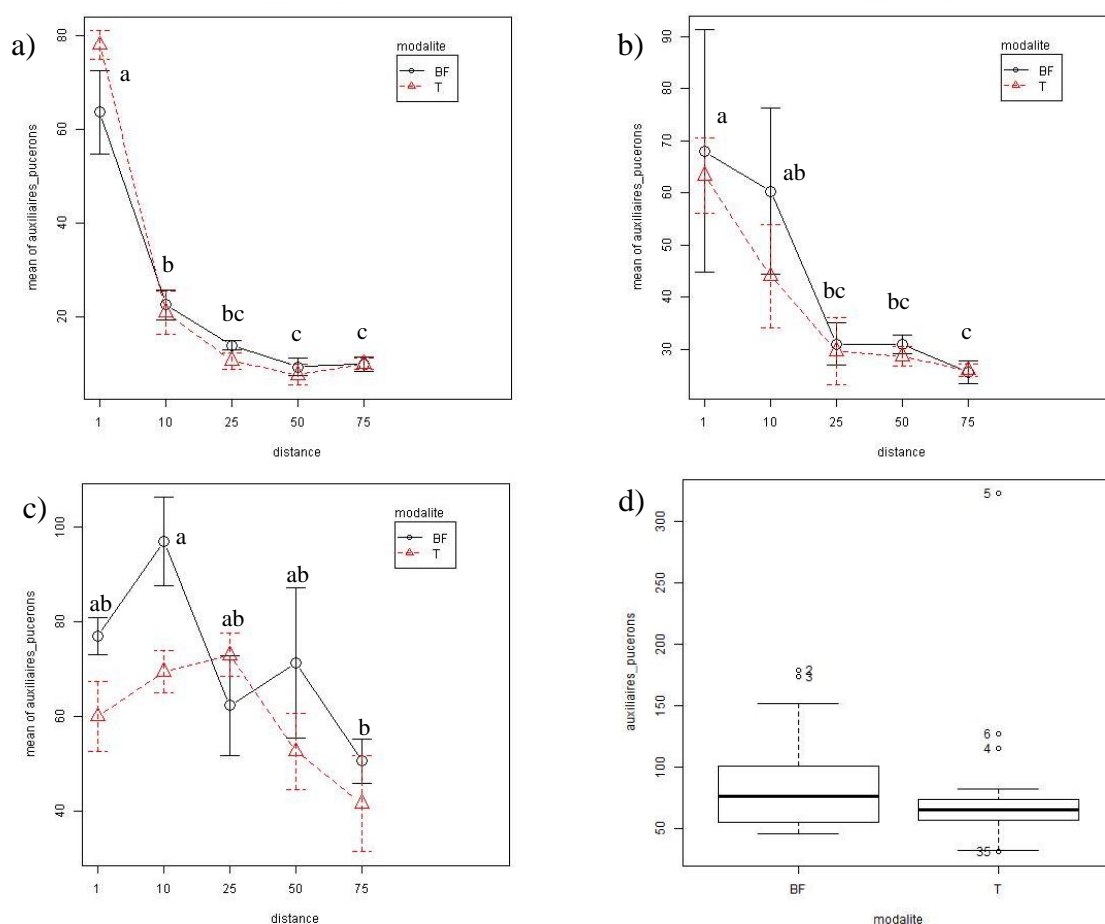 a)
mean of auxiliaires_pucerons
80
60
40
20
modalite
BF
T
a
b
bc
c
c
1 10 25 50 75
distance
b)
mean of auxiliaires_pucerons
90
80
70
60
50
40
30
modalite
BF
T
a
ab
bc
bc
c
1 10 25 50 75
distance
c)
mean of auxiliaires_pucerons
100
80
60
40
modalite
BF
T
ab
a
ab
ab
b
1 10 25 50 75
distance
d)
auxiliaires_pucerons
300
250
200
150
100
50
5
2
3
6
4
35
BF T
modalite